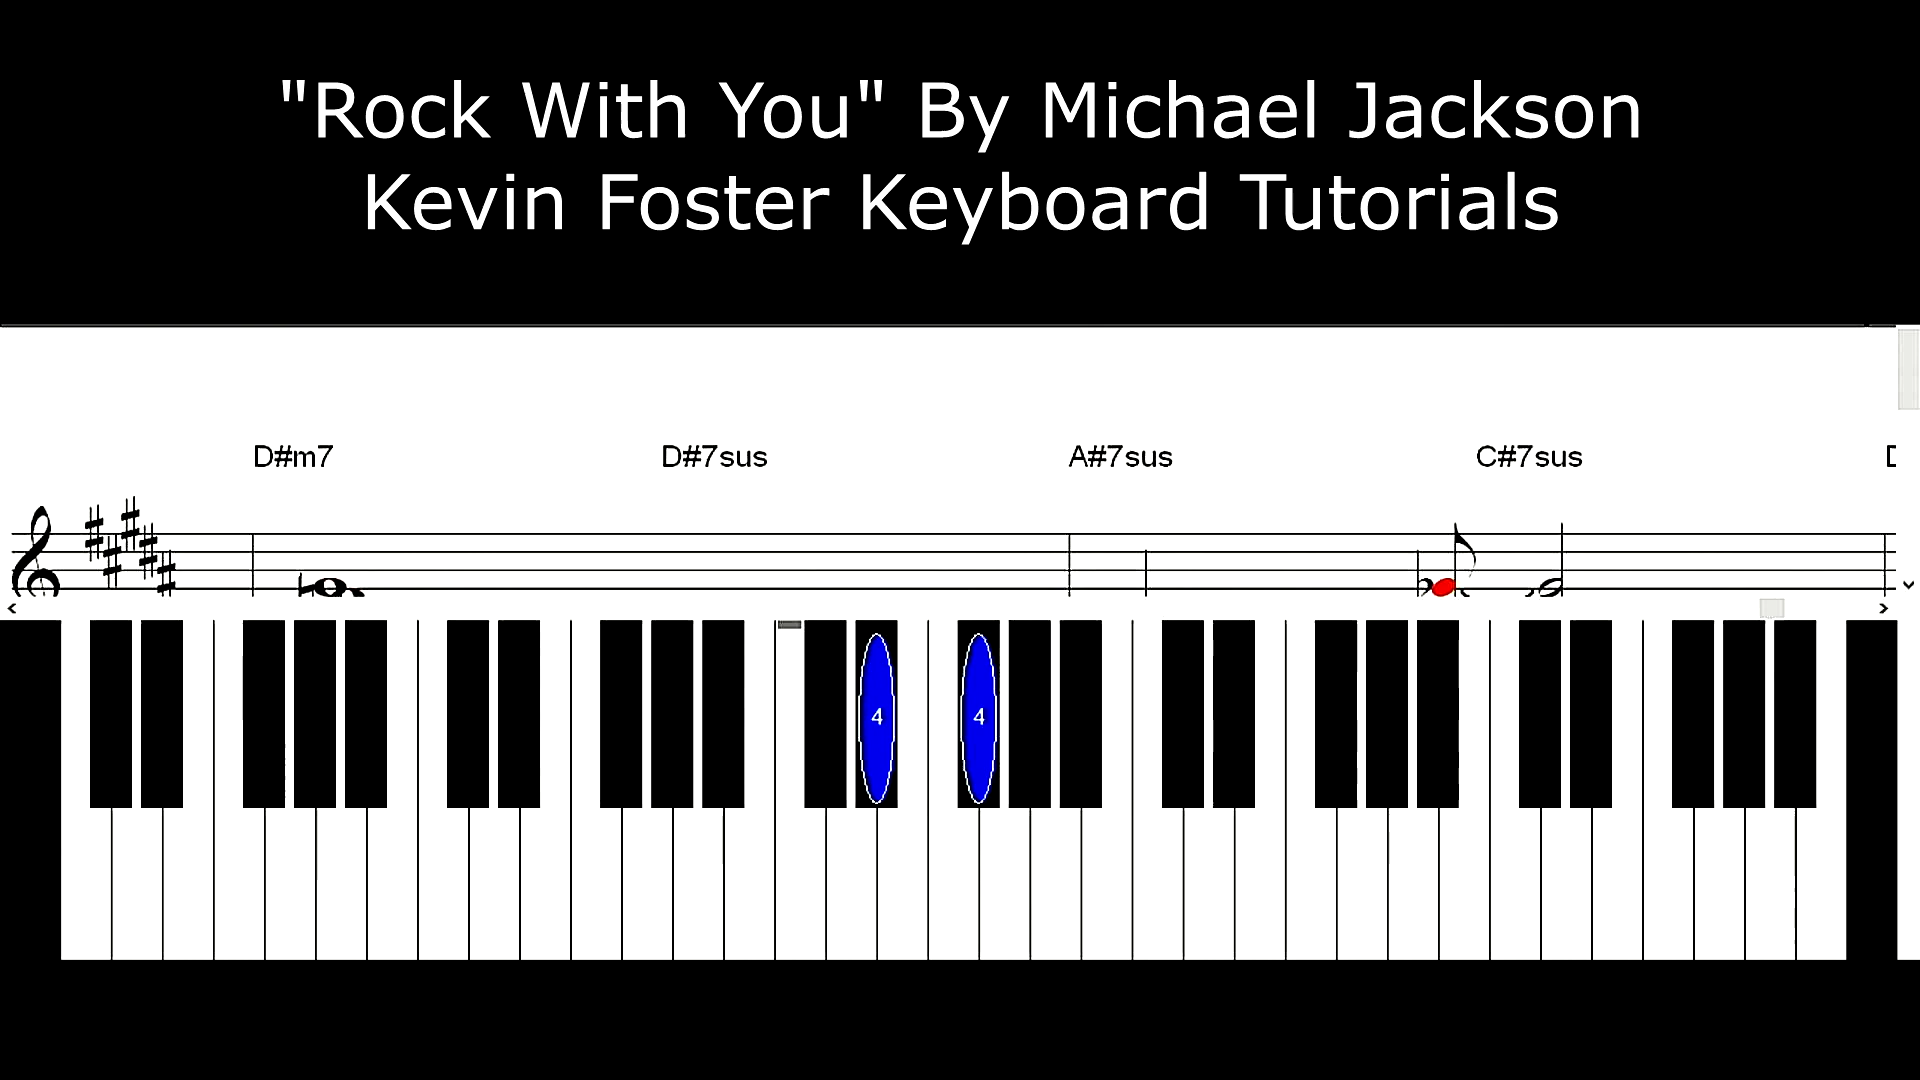 "Rock With You" By Michael Jackson
Kevin Foster Keyboard Tutorials
D#m7 D#7sus A#7sus C#7sus
4 4